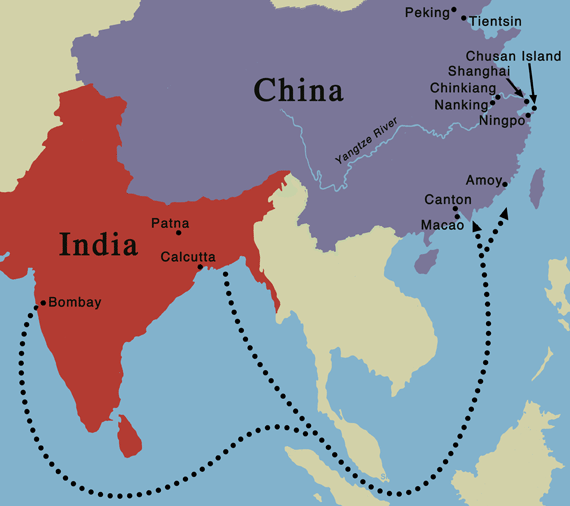 Peking
Tientsin
Chusan Island
Shanghai
Chinkiang
Nanking
Ningpo
China
Yangtze River
Amoy
Canton
Macao
Patna
India
Calcutta
Bombay